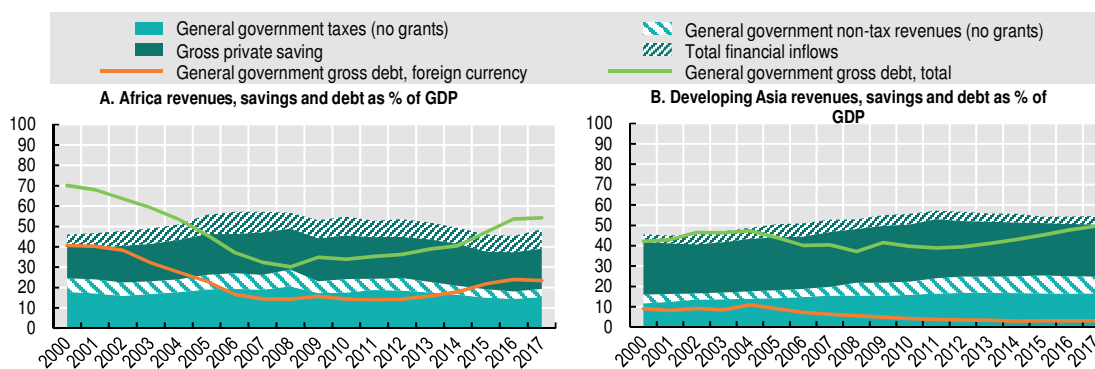 General government taxes (no grants)
General government non-tax revenues (no grants)
Gross private saving
Total financial inflows
General government gross debt, foreign currency
General government gross debt, total
A. Africa revenues, savings and debt as % of GDP
100
90
80
70
60
50
40
30
20
10
0
2000 2001 2002 2003 2004 2005 2006 2007 2008 2009 2010 2011 2012 2013 2014 2015 2016 2017
B. Developing Asia revenues, savings and debt as % of
GDP
100
90
80
70
60
50
40
30
20
10
0
2000 2001 2002 2003 2004 2005 2006 2007 2008 2009 2010 2011 2012 2013 2014 2015 2016 2017